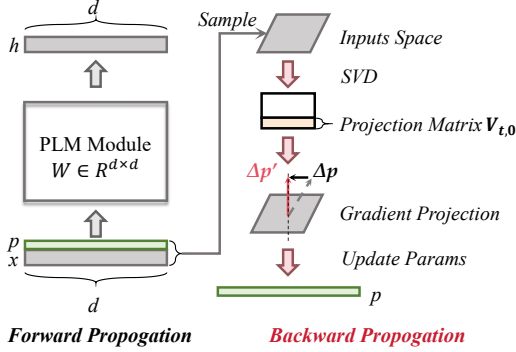 d
h
PLM Module
W ∈ R^{d×d}
p
x
d
Forward Propogation
Sample
Inputs Space
SVD
Projection Matrix V_{t,0}
Δp′
Δp
Gradient Projection
Update Params
p
Backward Propogation